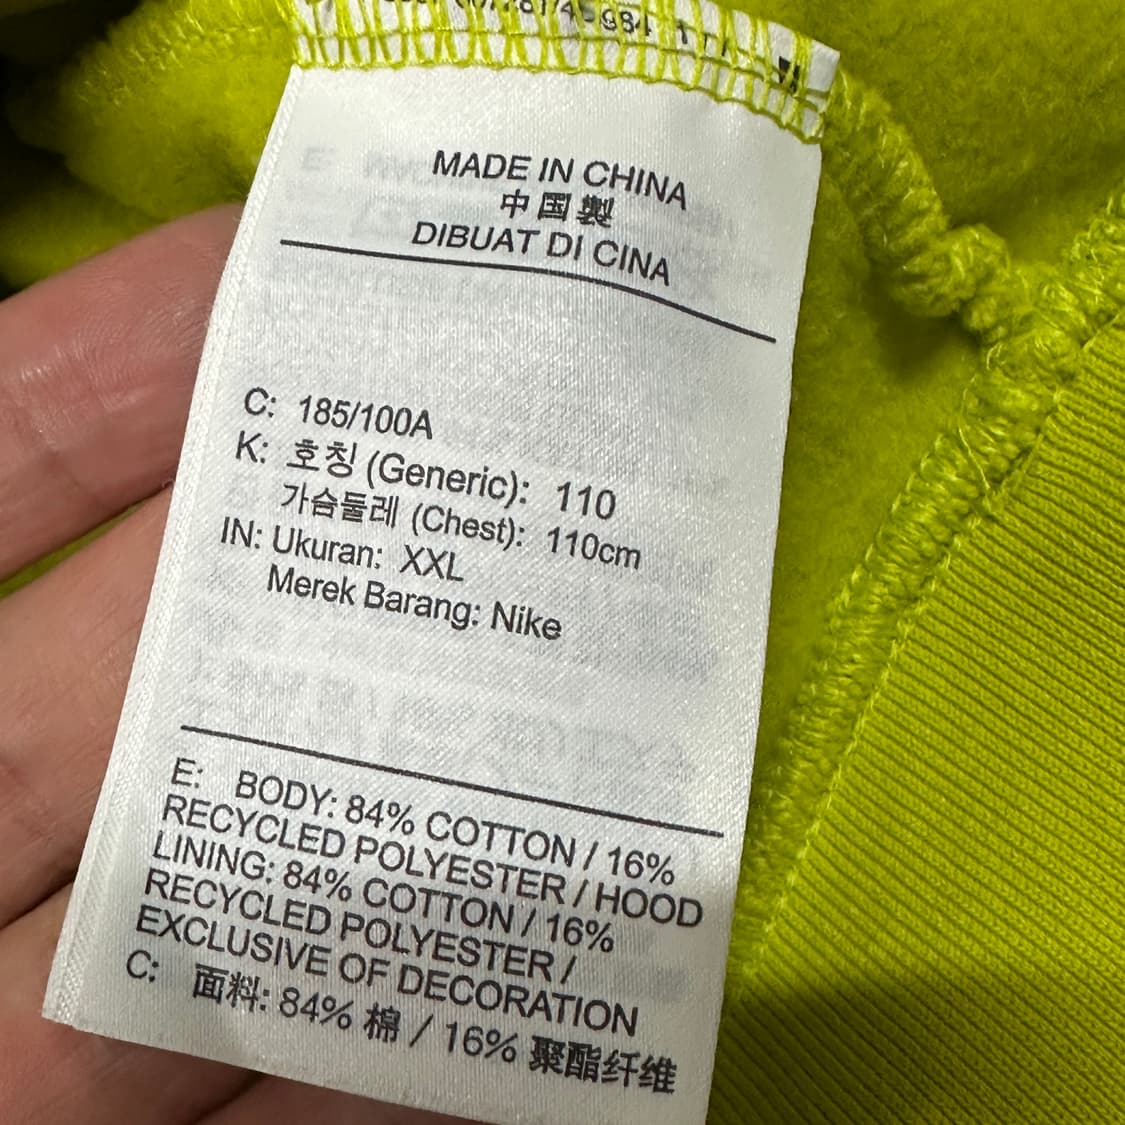 MADE IN CHINA
中国製
DIBUAT DI CINA
C: 185/100A
K: 호칭 (Generic): 110
가슴둘레 (Chest): 110cm
IN: Ukuran: XXL
Merek Barang: Nike
E: BODY: 84% COTTON / 16%
RECYCLED POLYESTER / HOOD
LINING: 84% COTTON / 16%
RECYCLED POLYESTER /
EXCLUSIVE OF DECORATION
C: 面料: 84% 棉 / 16% 聚酯纤维